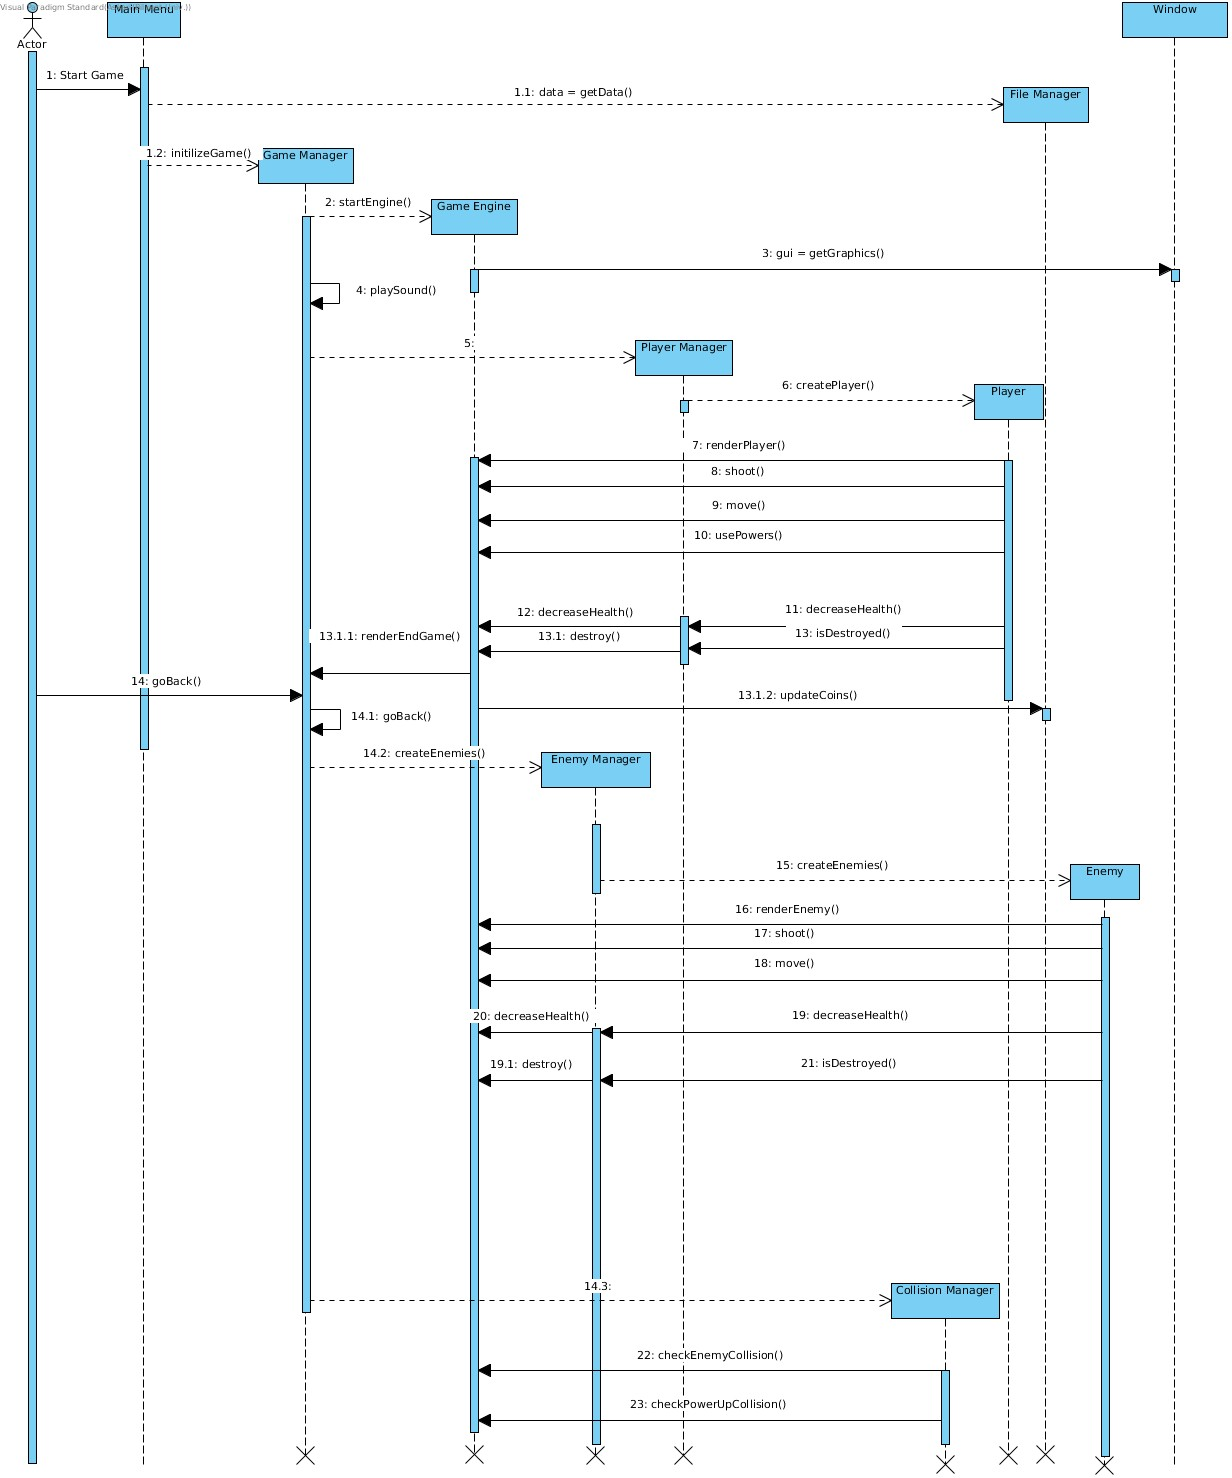 Visual Paradigm Standard(
Main Menu
Window
Actor
1: Start Game
1.1: data = getData()
File Manager
1.2: initilizeGame()
Game Manager
2: startEngine()
Game Engine
3: gui = getGraphics()
4: playSound()
5:
Player Manager
6: createPlayer()
Player
7: renderPlayer()
8: shoot()
9: move()
10: usePowers()
12: decreaseHealth()
11: decreaseHealth()
13.1.1: renderEndGame()
13.1: destroy()
13: isDestroyed()
14: goBack()
13.1.2: updateCoins()
14.1: goBack()
14.2: createEnemies()
Enemy Manager
15: createEnemies()
Enemy
16: renderEnemy()
17: shoot()
18: move()
20: decreaseHealth()
19: decreaseHealth()
19.1: destroy()
21: isDestroyed()
14.3:
Collision Manager
22: checkEnemyCollision()
23: checkPowerUpCollision()